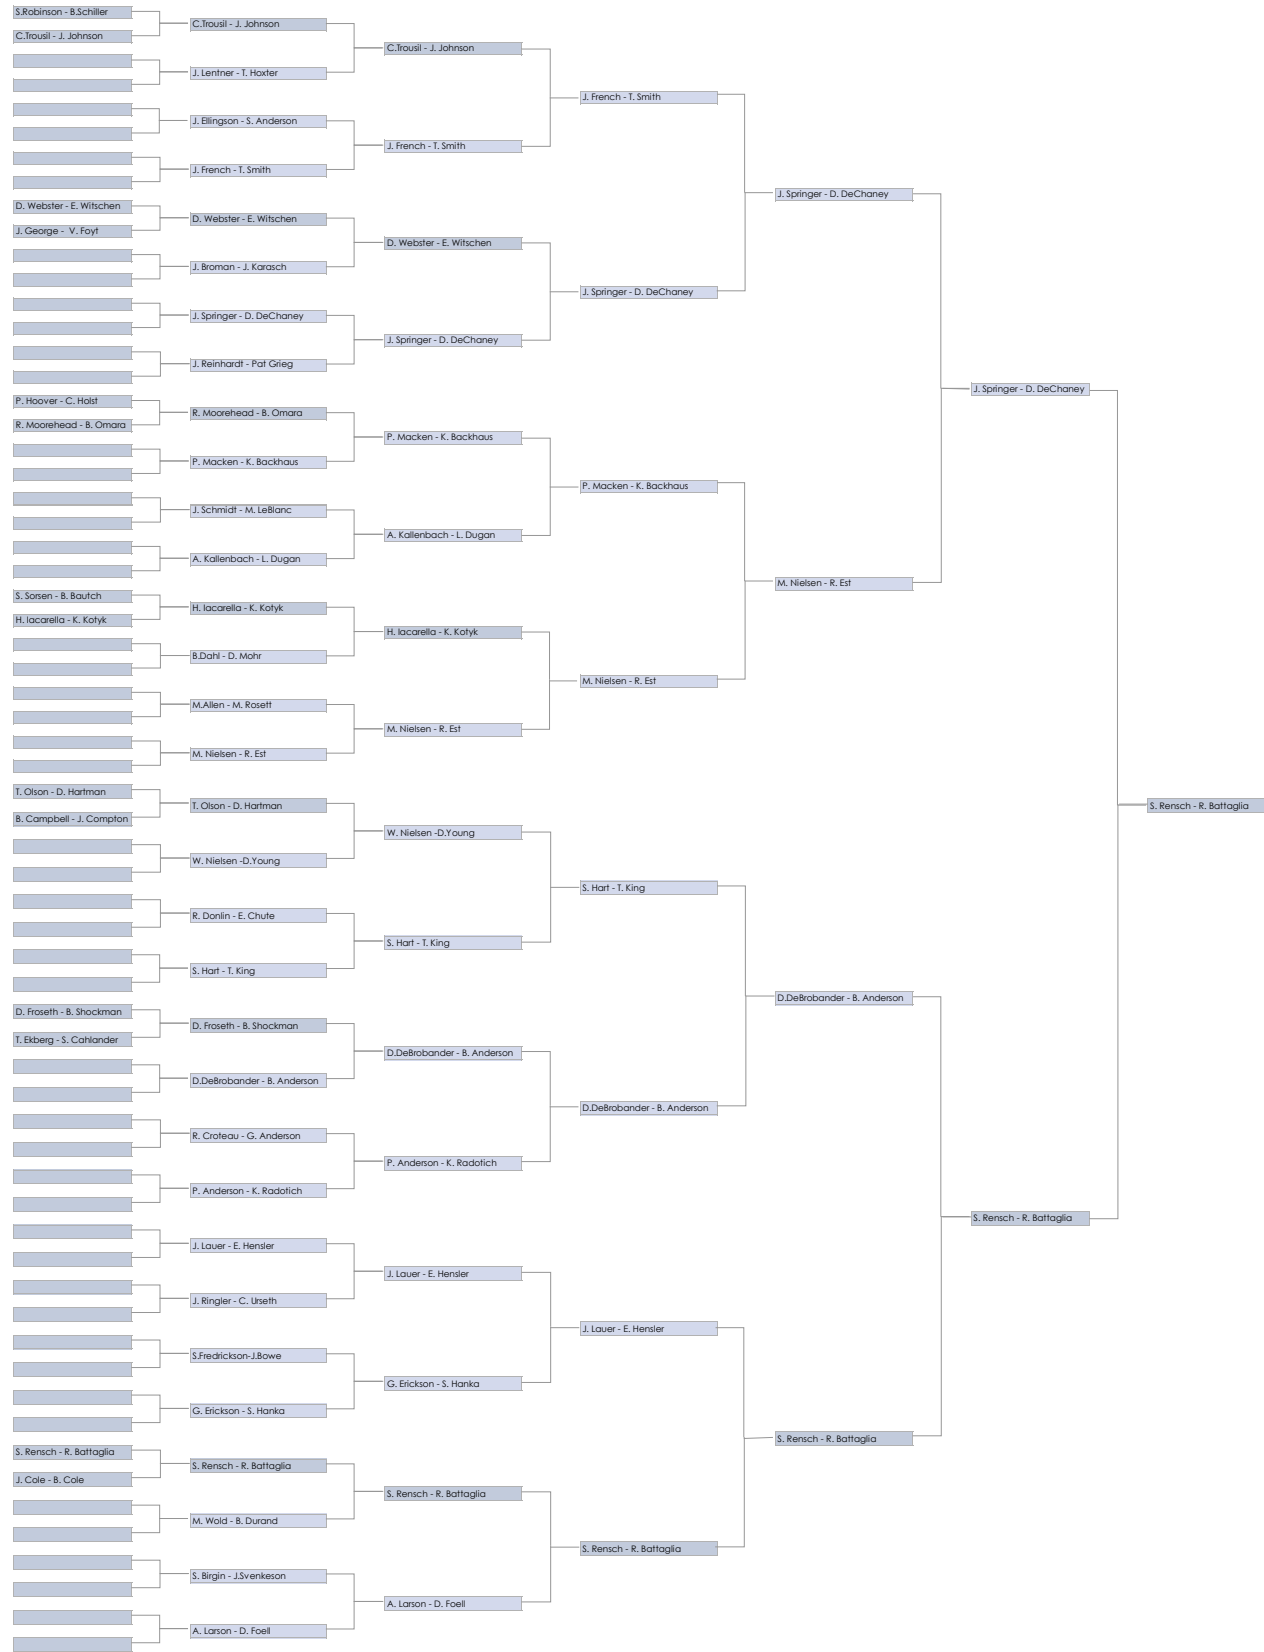 S.Robinson - B.Schiller
C.Trousil - J. Johnson
D. Webster - E. Witschen
J. George - V. Foyt
P. Hoover - C. Holst
R. Moorehead - B. Omara
S. Sorsen - B. Bautch
H. Iacarella - K. Kotyk
T. Olson - D. Hartman
B. Campbell - J. Compton
D. Froseth - B. Shockman
T. Ekberg - S. Cahlander
S. Rensch - R. Battaglia
J. Cole - B. Cole
C.Trousil - J. Johnson
J. Lentner - T. Hoxter
J. Ellingson - S. Anderson
J. French - T. Smith
D. Webster - E. Witschen
J. Broman - J. Karasch
J. Springer - D. DeChaney
J. Reinhardt - Pat Grieg
R. Moorehead - B. Omara
P. Macken - K. Backhaus
J. Schmidt - M. LeBlanc
A. Kallenbach - L. Dugan
H. Iacarella - K. Kotyk
B.Dahl - D. Mohr
M.Allen - M. Rosett
M. Nielsen - R. Est
T. Olson - D. Hartman
W. Nielsen -D.Young
R. Donlin - E. Chute
S. Hart - T. King
D. Froseth - B. Shockman
D.DeBrobander - B. Anderson
R. Croteau - G. Anderson
P. Anderson - K. Radotich
J. Lauer - E. Hensler
J. Ringler - C. Urseth
S.Fredrickson-J.Bowe
G. Erickson - S. Hanka
S. Rensch - R. Battaglia
M. Wold - B. Durand
S. Birgin - J.Svenkeson
A. Larson - D. Foell
C.Trousil - J. Johnson
J. French - T. Smith
D. Webster - E. Witschen
J. Springer - D. DeChaney
P. Macken - K. Backhaus
A. Kallenbach - L. Dugan
H. Iacarella - K. Kotyk
M. Nielsen - R. Est
W. Nielsen -D.Young
S. Hart - T. King
D.DeBrobander - B. Anderson
P. Anderson - K. Radotich
J. Lauer - E. Hensler
G. Erickson - S. Hanka
S. Rensch - R. Battaglia
A. Larson - D. Foell
J. French - T. Smith
J. Springer - D. DeChaney
P. Macken - K. Backhaus
M. Nielsen - R. Est
S. Hart - T. King
D.DeBrobander - B. Anderson
J. Lauer - E. Hensler
S. Rensch - R. Battaglia
J. Springer - D. DeChaney
M. Nielsen - R. Est
D.DeBrobander - B. Anderson
S. Rensch - R. Battaglia
J. Springer - D. DeChaney
S. Rensch - R. Battaglia
S. Rensch - R. Battaglia